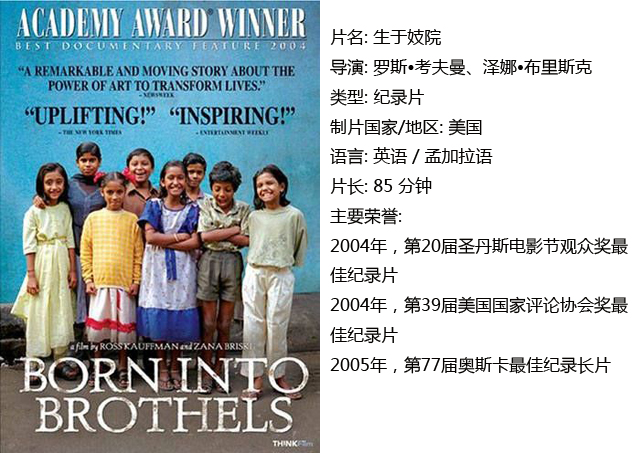 ACADEMY AWARD® WINNER
BEST DOCUMENTARY FEATURE 2004
"A REMARKABLE AND MOVING STORY ABOUT THE
POWER OF ART TO TRANSFORM LIVES."
– NEWSWEEK
"UPLIFTING!" "INSPIRING!"
– THE NEW YORK TIMES – ENTERTAINMENT WEEKLY
a film by ROSS KAUFFMAN and ZANA BRISKI
BORN INTO
BROTHELS
TH!NKFilm
片名: 生于妓院
导演: 罗斯•考夫曼、泽娜•布里斯克
类型: 纪录片
制片国家/地区: 美国
语言: 英语 / 孟加拉语
片长: 85 分钟
主要荣誉:
2004年，第20届圣丹斯电影节观众奖最
佳纪录片
2004年，第39届美国国家评论协会奖最
佳纪录片
2005年，第77届奥斯卡最佳纪录长片